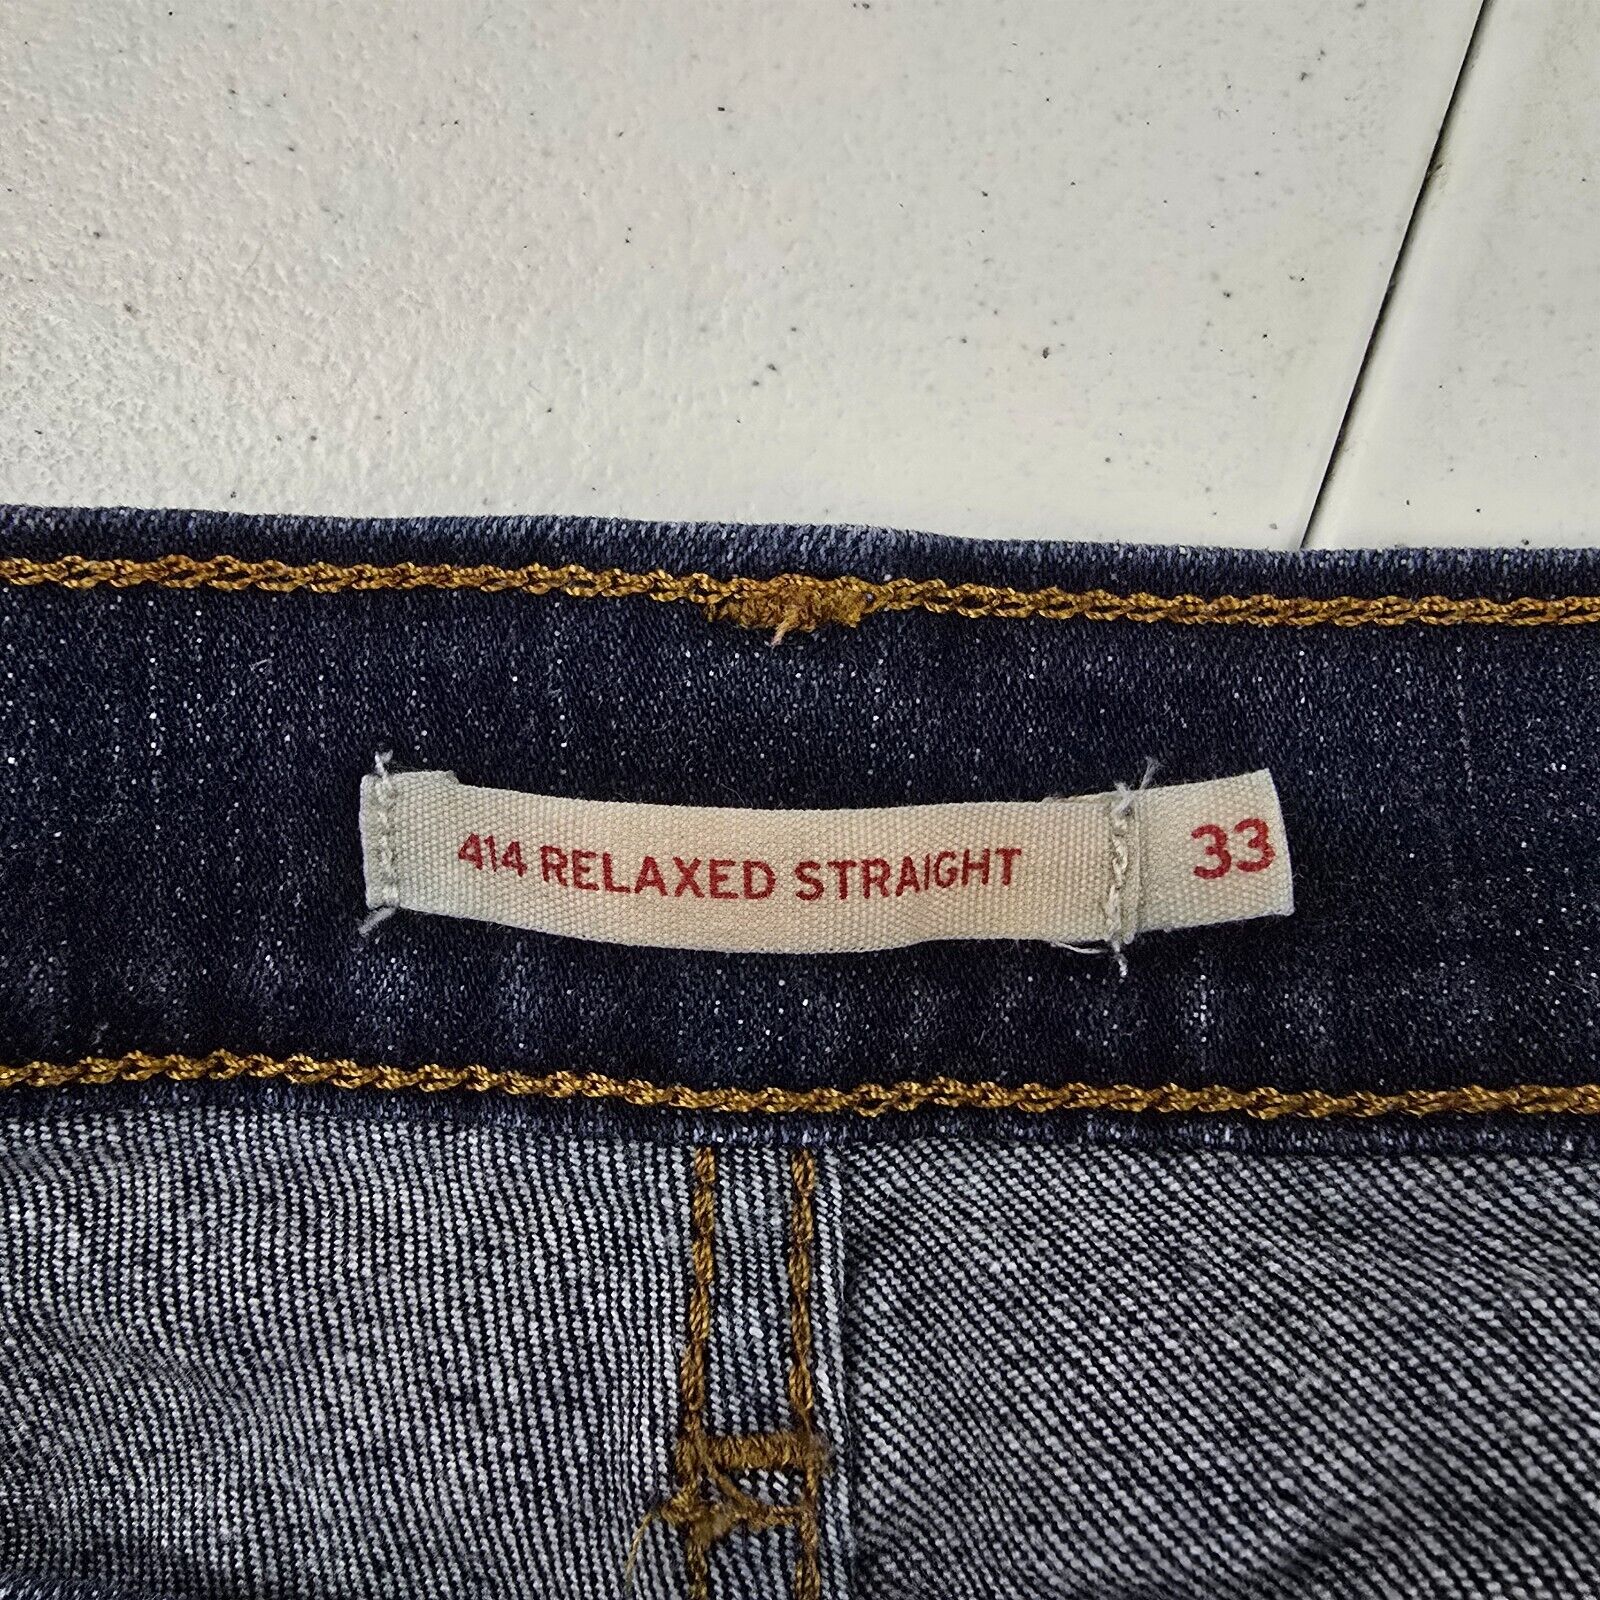 414 RELAXED STRAIGHT 33